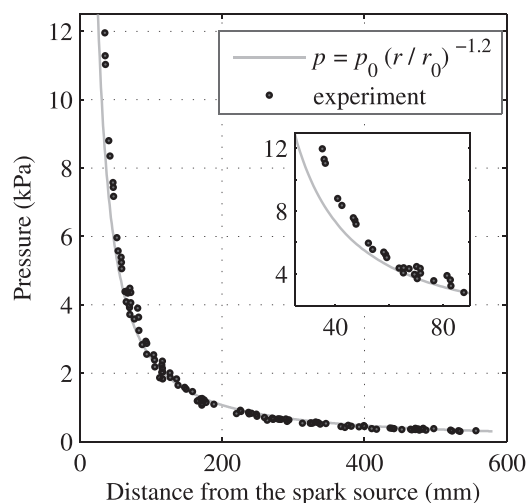 p = p0 (r / r0) −1.2
experiment
12
10
8
6
4
2
0
Pressure (kPa)
12
8
4
40 80
0 200 400 600
Distance from the spark source (mm)